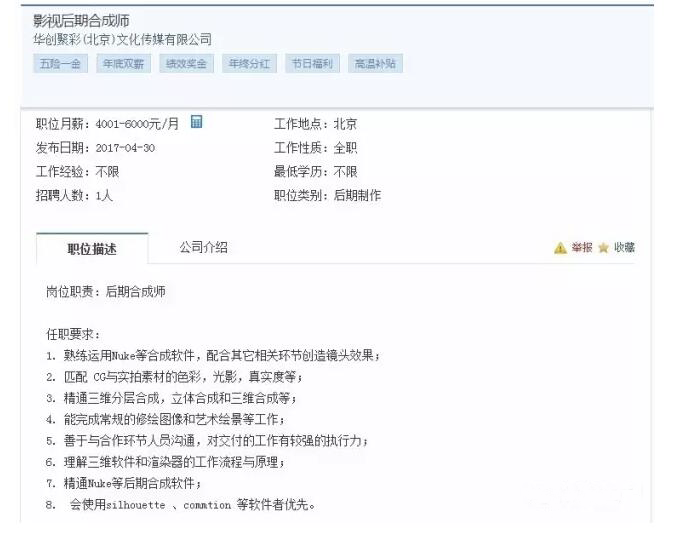 影视后期合成师
华创聚彩(北京)文化传媒有限公司
五险一金 年底双薪 绩效奖金 年终分红 节日福利 高温补贴
职位月薪：4001-6000元/月 工作地点：北京
发布日期：2017-04-30 工作性质：全职
工作经验：不限 最低学历：不限
招聘人数：1人 职位类别：后期制作
职位描述 公司介绍 举报 收藏
岗位职责：后期合成师
任职要求：
1. 熟练运用Nuke等合成软件，配合其它相关环节创造镜头效果；
2. 匹配 CG与实拍素材的色彩，光影，真实度等；
3. 精通三维分层合成，立体合成和三维合成等；
4. 能完成常规的修绘图像和艺术绘景等工作；
5. 善于与合作环节人员沟通，对交付的工作有较强的执行力；
6. 理解三维软件和渲染器的工作流程与原理；
7. 精通Nuke等后期合成软件；
8. 会使用silhouette 、commtion 等软件者优先。